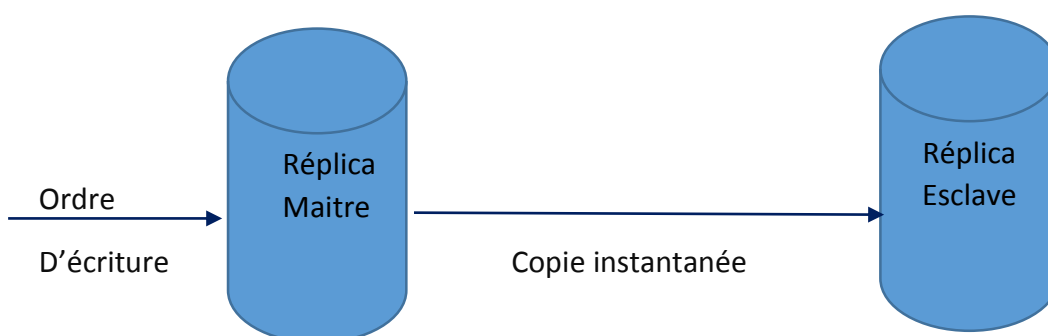 Ordre
D’écriture
Réplica
Maitre
Copie instantanée
Réplica
Esclave